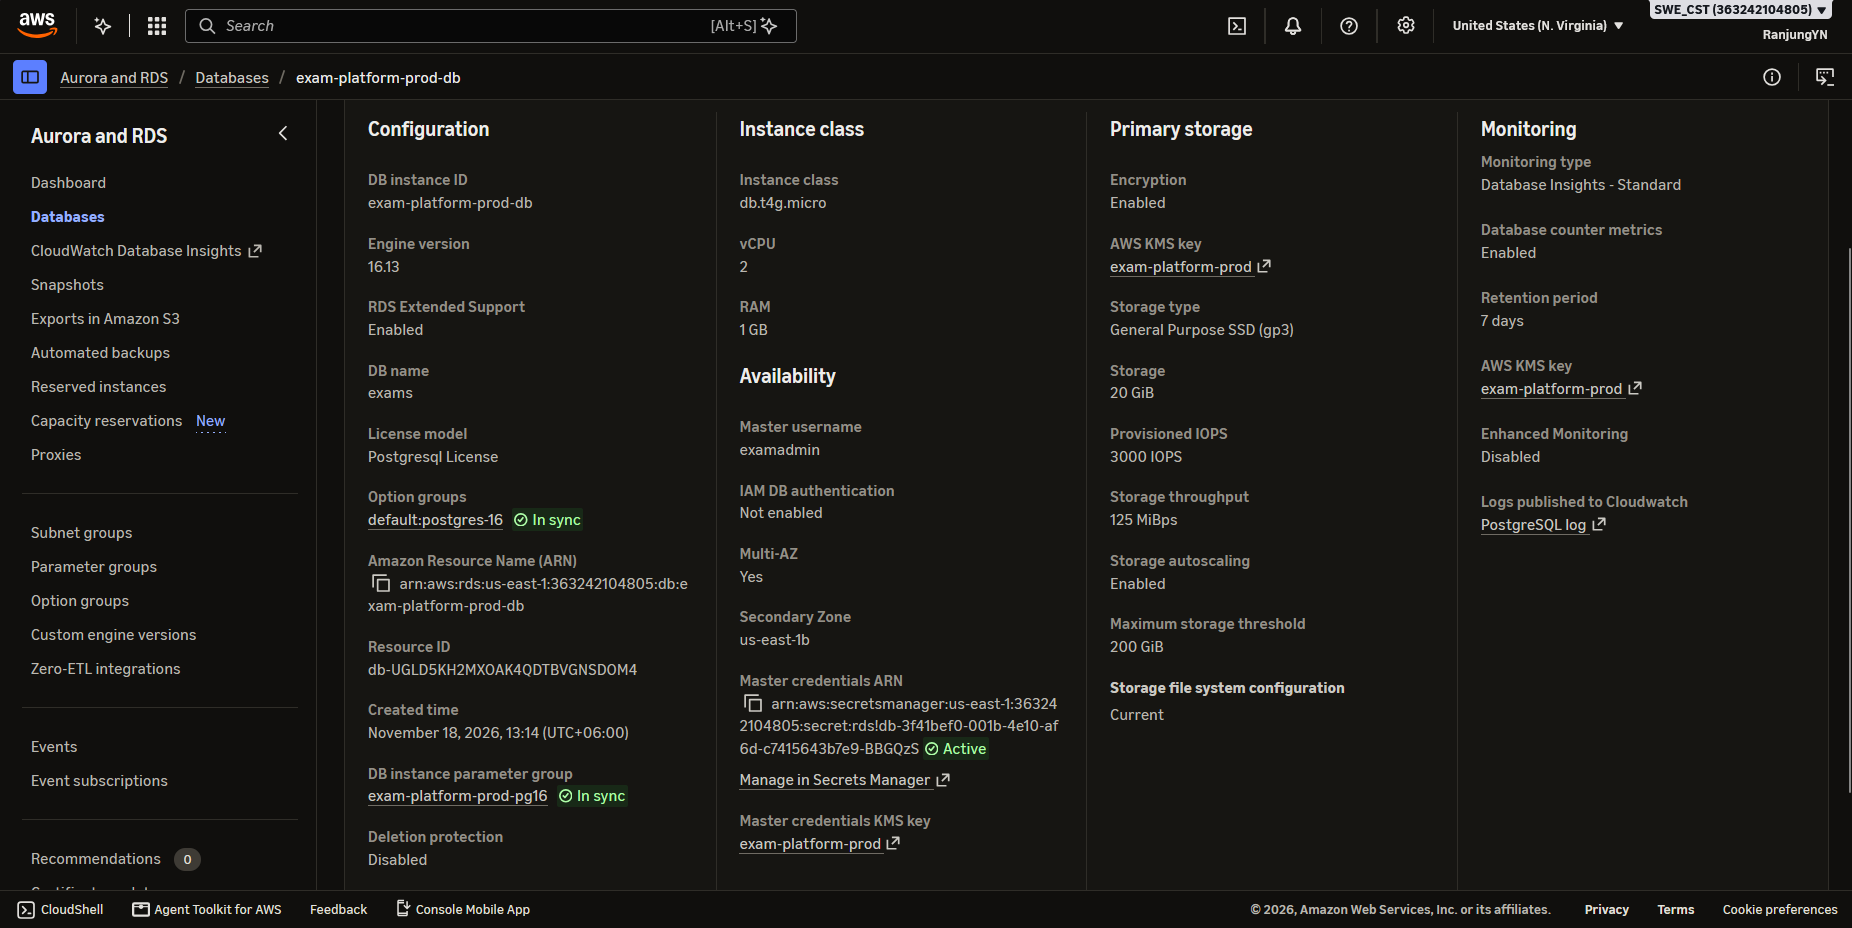 aws
Search
[Alt+S]
United States (N. Virginia)
SWE_CST (363242104805)
RanjungYN
Aurora and RDS / Databases / exam-platform-prod-db
Aurora and RDS
Dashboard
Databases
CloudWatch Database Insights
Snapshots
Exports in Amazon S3
Automated backups
Reserved instances
Capacity reservations New
Proxies
Subnet groups
Parameter groups
Option groups
Custom engine versions
Zero-ETL integrations
Events
Event subscriptions
Recommendations 0
Configuration
DB instance ID
exam-platform-prod-db
Engine version
16.13
RDS Extended Support
Enabled
DB name
exams
License model
Postgresql License
Option groups
default:postgres-16 In sync
Amazon Resource Name (ARN)
arn:aws:rds:us-east-1:363242104805:db:e
xam-platform-prod-db
Resource ID
db-UGLD5KH2MXOAK4QDTBVGNSDOM4
Created time
November 18, 2026, 13:14 (UTC+06:00)
DB instance parameter group
exam-platform-prod-pg16 In sync
Deletion protection
Disabled
Instance class
Instance class
db.t4g.micro
vCPU
2
RAM
1 GB
Availability
Master username
examadmin
IAM DB authentication
Not enabled
Multi-AZ
Yes
Secondary Zone
us-east-1b
Master credentials ARN
arn:aws:secretsmanager:us-east-1:36324
2104805:secret:rds!db-3f41bef0-001b-4e10-af
6d-c7415643b7e9-BBGQzS Active
Manage in Secrets Manager
Master credentials KMS key
exam-platform-prod
Primary storage
Encryption
Enabled
AWS KMS key
exam-platform-prod
Storage type
General Purpose SSD (gp3)
Storage
20 GiB
Provisioned IOPS
3000 IOPS
Storage throughput
125 MiBps
Storage autoscaling
Enabled
Maximum storage threshold
200 GiB
Storage file system configuration
Current
Monitoring
Monitoring type
Database Insights - Standard
Database counter metrics
Enabled
Retention period
7 days
AWS KMS key
exam-platform-prod
Enhanced Monitoring
Disabled
Logs published to Cloudwatch
PostgreSQL log
CloudShell
Agent Toolkit for AWS
Feedback
Console Mobile App
© 2026, Amazon Web Services, Inc. or its affiliates.
Privacy
Terms
Cookie preferences